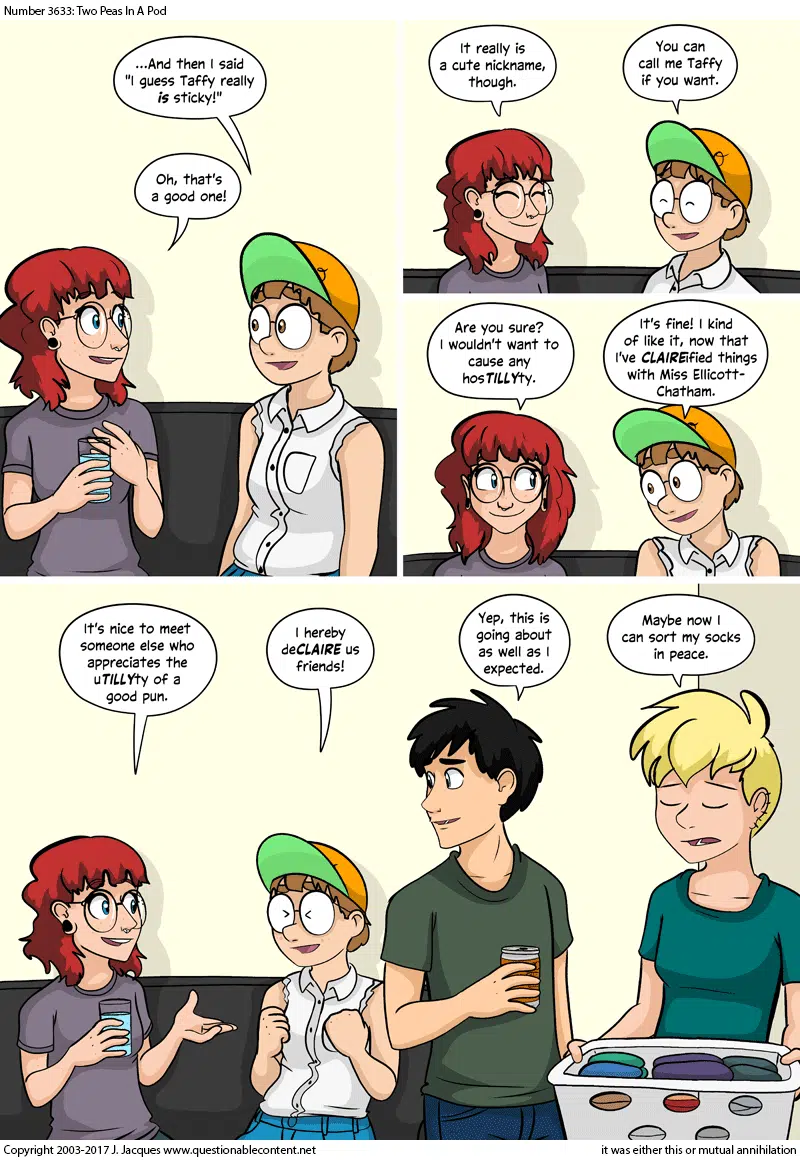 Number 3633: Two Peas In A Pod
...And then I said
"I guess Taffy really
is sticky!"
Oh, that's
a good one!
It really is
a cute nickname,
though.
You can
call me Taffy
if you want.
Are you sure?
I wouldn't want to
cause any
hosTILLYty.
It's fine! I kind
of like it, now that
I've CLAIREified things
with Miss Ellicott-
Chatham.
It's nice to meet
someone else who
appreciates the
uTILLYty of a
good pun.
I hereby
deCLAIRE us
friends!
Yep, this is
going about
as well as I
expected.
Maybe now I
can sort my socks
in peace.
Copyright 2003-2017 J. Jacques www.questionablecontent.net
it was either this or mutual annihilation